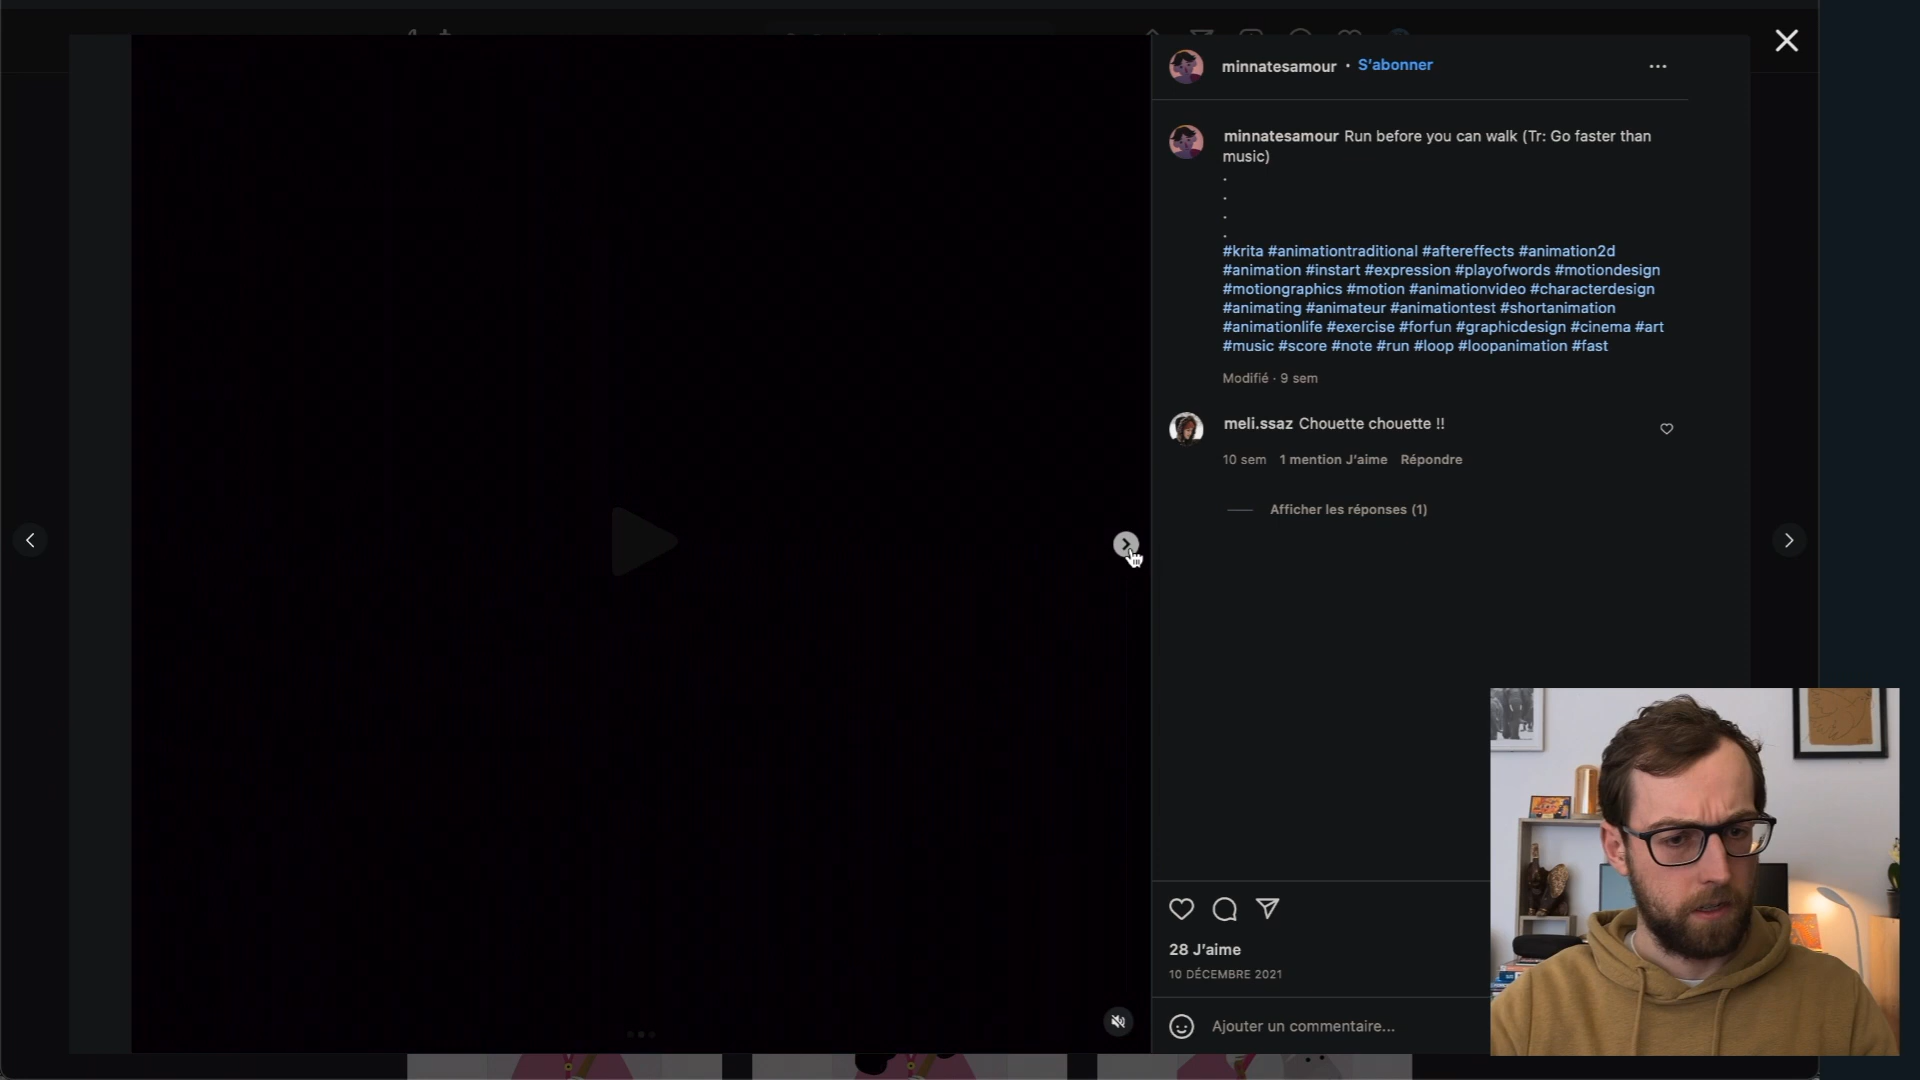 minnatesamour • S'abonner
minnatesamour Run before you can walk (Tr: Go faster than
music)
.
.
.
.
#krita #animationtraditional #aftereffects #animation2d
#animation #instart #expression #playofwords #motiondesign
#motiongraphics #motion #animationvideo #characterdesign
#animating #animateur #animationtest #shortanimation
#animationlife #exercise #forfun #graphicdesign #cinema #art
#music #score #note #run #loop #loopanimation #fast
Modifié · 9 sem
meli.ssaz Chouette chouette !!
10 sem 1 mention J'aime Répondre
Afficher les réponses (1)
28 J'aime
10 DÉCEMBRE 2021
Ajouter un commentaire...